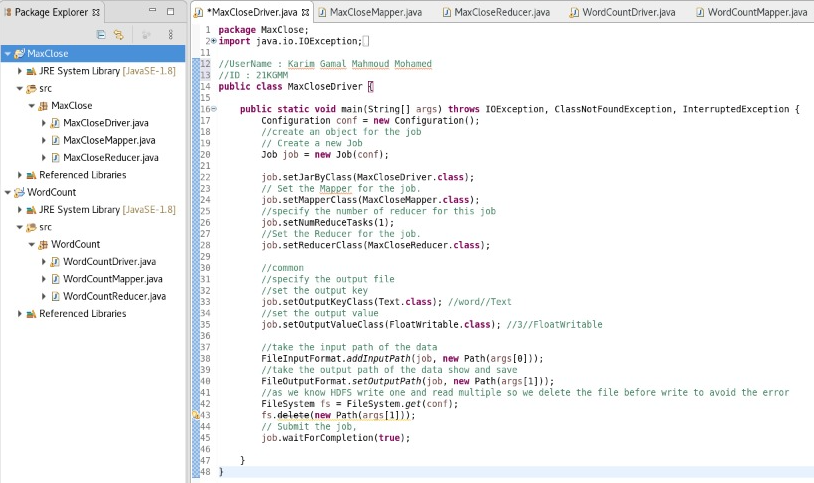 Package Explorer
MaxClose
JRE System Library [JavaSE-1.8]
src
MaxClose
MaxCloseDriver.java
MaxCloseMapper.java
MaxCloseReducer.java
Referenced Libraries
WordCount
JRE System Library [JavaSE-1.8]
src
WordCount
WordCountDriver.java
WordCountMapper.java
WordCountReducer.java
Referenced Libraries
*MaxCloseDriver.java MaxCloseMapper.java MaxCloseReducer.java WordCountDriver.java WordCountMapper.java
1 package MaxClose;
2 import java.io.IOException;
11
12 //UserName : Karim Gamal Mahmoud Mohamed
13 //ID : 21KGMM
14 public class MaxCloseDriver {
15
16 public static void main(String[] args) throws IOException, ClassNotFoundException, InterruptedException {
17 Configuration conf = new Configuration();
18 //create an object for the job
19 // Create a new Job
20 Job job = new Job(conf);
21
22 job.setJarByClass(MaxCloseDriver.class);
23 // Set the Mapper for the job.
24 job.setMapperClass(MaxCloseMapper.class);
25 //specify the number of reducer for this job
26 job.setNumReduceTasks(1);
27 //Set the Reducer for the job.
28 job.setReducerClass(MaxCloseReducer.class);
29
30 //common
31 //specify the output file
32 //set the output key
33 job.setOutputKeyClass(Text.class); //word//Text
34 //set the output value
35 job.setOutputValueClass(FloatWritable.class); //3//FloatWritable
36
37 //take the input path of the data
38 FileInputFormat.addInputPath(job, new Path(args[0]));
39 //take the output path of the data show and save
40 FileOutputFormat.setOutputPath(job, new Path(args[1]));
41 //as we know HDFS write one and read multiple so we delete the file before write to avoid the error
42 FileSystem fs = FileSystem.get(conf);
43 fs.delete(new Path(args[1]));
44 // Submit the job,
45 job.waitForCompletion(true);
46
47 }
48 }